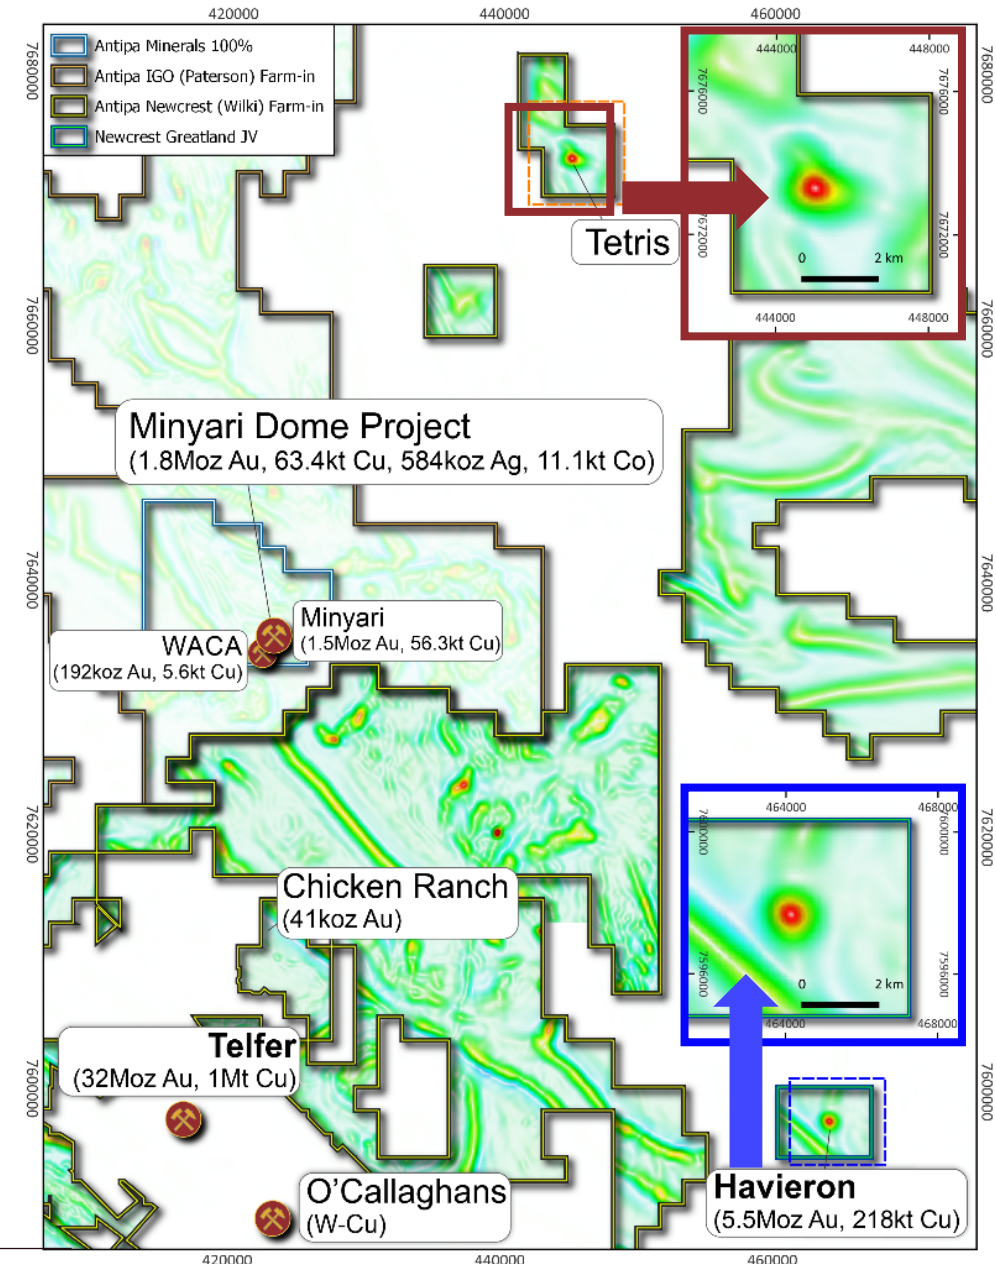 420000
440000
460000
7680000
7680000
Antipa Minerals 100%
Antipa IGO (Paterson) Farm-in
Antipa Newcrest (Wilki) Farm-in
Newcrest Greatland JV
444000
448000
7676000
7676000
7672000
7672000
0
2 km
444000
448000
Tetris
7660000
7660000
Minyari Dome Project
(1.8Moz Au, 63.4kt Cu, 584koz Ag, 11.1kt Co)
7640000
7640000
Minyari
(1.5Moz Au, 56.3kt Cu)
WACA
(192koz Au, 5.6kt Cu)
7620000
7620000
464000
468000
7600000
7600000
7596000
7596000
0
2 km
464000
468000
Chicken Ranch
(41koz Au)
Telfer
(32Moz Au, 1Mt Cu)
7600000
7600000
O'Callaghans
(W-Cu)
Havieron
(5.5Moz Au, 218kt Cu)
420000
440000
460000